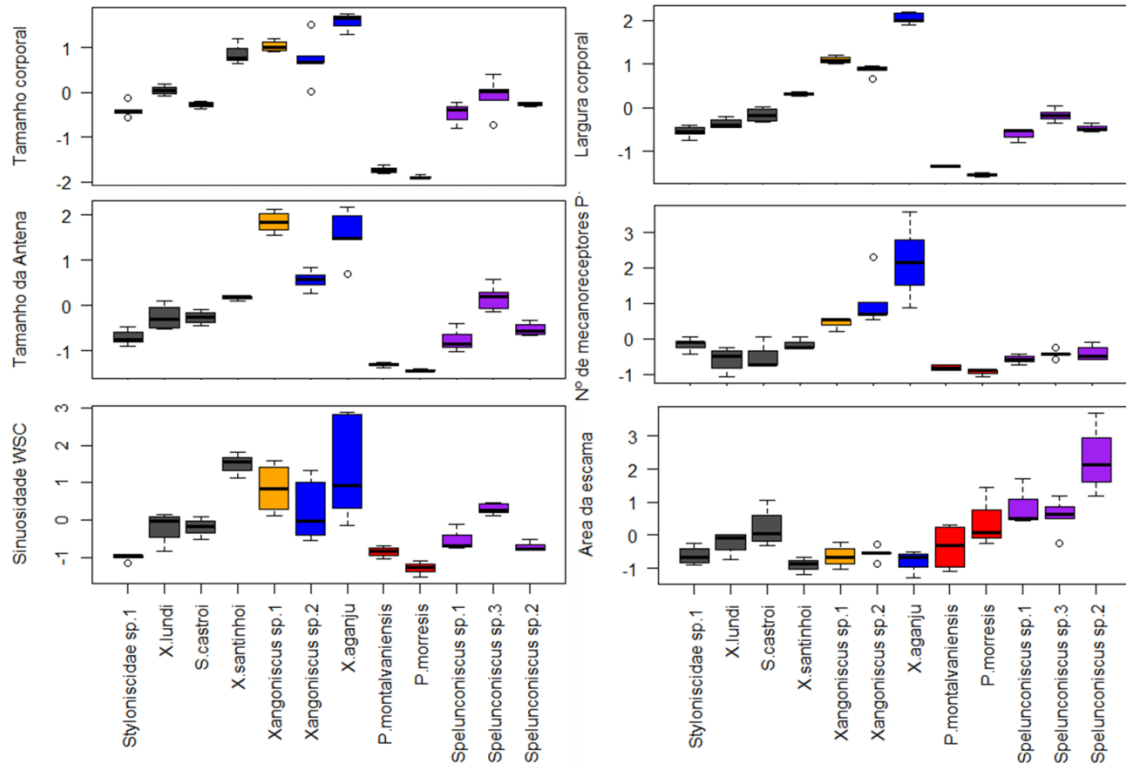 Tamanho corporal
1
0
-1
-2
Largura corporal
2
1
0
-1
Tamanho da Antena
2
1
0
-1
Nº de mecanoreceptores P
3
2
1
0
-1
Sinuosidade WSC
3
2
1
0
-1
Área da escama
3
2
1
0
-1
Styloniscidae sp.1
X.lundi
S.castroi
X.santinhoi
Xangoniscus sp.1
Xangoniscus sp.2
X.aganju
P.montalvaniensis
P.morresis
Spelunconiscus sp.1
Spelunconiscus sp.3
Spelunconiscus sp.2
Styloniscidae sp.1
X.lundi
S.castroi
X.santinhoi
Xangoniscus sp.1
Xangoniscus sp.2
X.aganju
P.montalvaniensis
P.morresis
Spelunconiscus sp.1
Spelunconiscus sp.3
Spelunconiscus sp.2